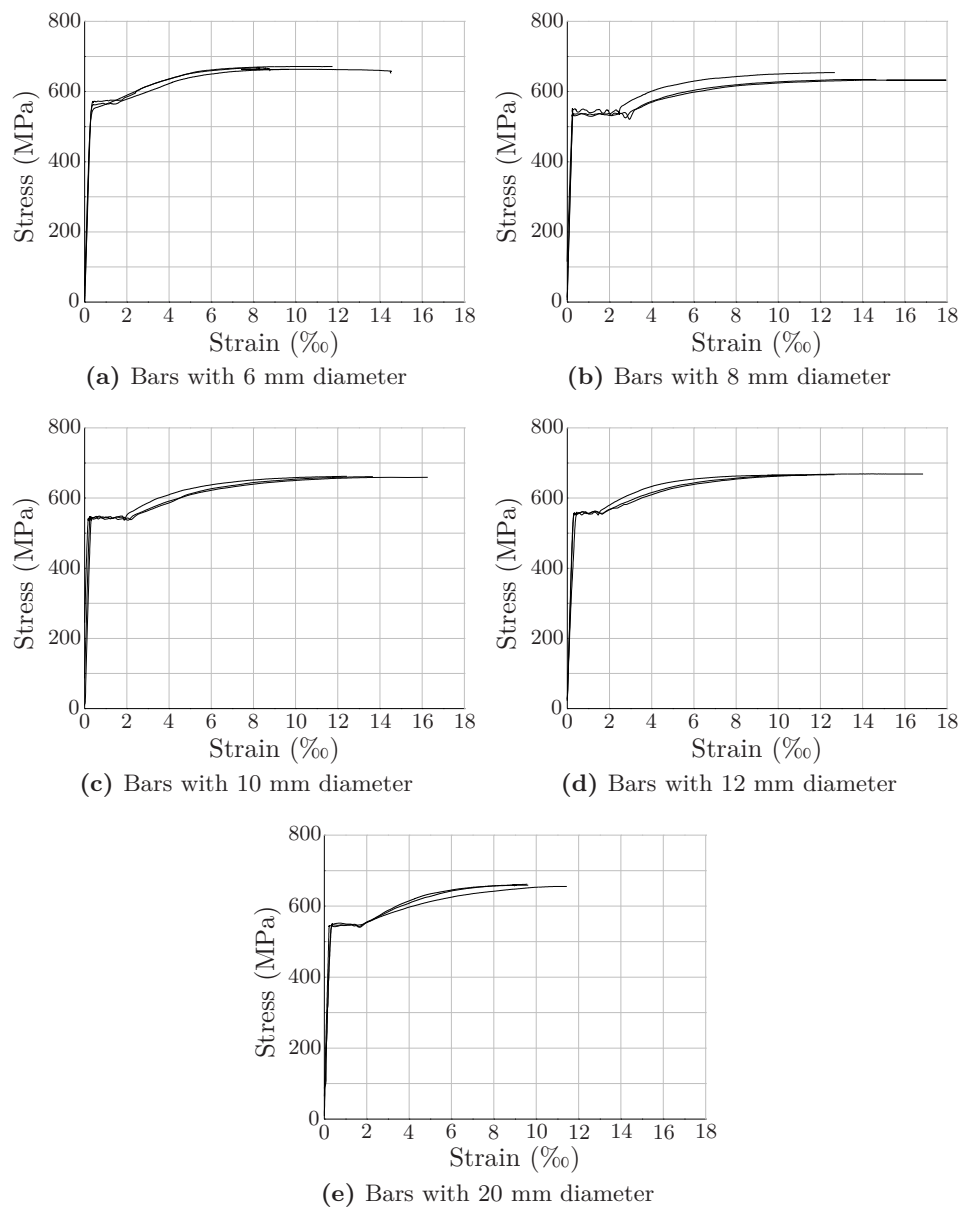 800
600
400
200
0
Stress (MPa)
0 2 4 6 8 10 12 14 16 18
Strain (‰)
(a) Bars with 6 mm diameter
800
600
400
200
0
Stress (MPa)
0 2 4 6 8 10 12 14 16 18
Strain (‰)
(b) Bars with 8 mm diameter
800
600
400
200
0
Stress (MPa)
0 2 4 6 8 10 12 14 16 18
Strain (‰)
(c) Bars with 10 mm diameter
800
600
400
200
0
Stress (MPa)
0 2 4 6 8 10 12 14 16 18
Strain (‰)
(d) Bars with 12 mm diameter
800
600
400
200
0
Stress (MPa)
0 2 4 6 8 10 12 14 16 18
Strain (‰)
(e) Bars with 20 mm diameter